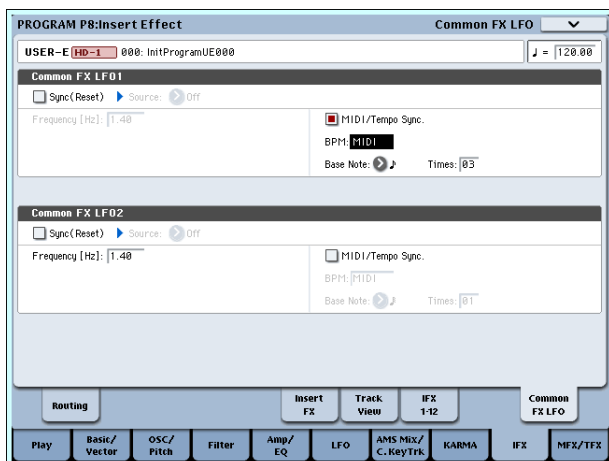 PROGRAM P8:Insert Effect Common FX LFO
USER-E HD-1 000: InitProgramUE000 ♩ = 120.00
Common FX LFO1
Sync(Reset) Source: Off
Frequency [Hz]: 1.40 MIDI/Tempo Sync.
BPM: MIDI
Base Note: ♪ Times: 03
Common FX LFO2
Sync(Reset) Source: Off
Frequency [Hz]: 1.40 MIDI/Tempo Sync.
BPM: MIDI
Base Note: ♪ Times: 01
Routing Insert FX Track View IFX 1-12 Common FX LFO
Play Basic/Vector OSC/Pitch Filter Amp/EQ LFO AMS Mix/C.KeyTrk KARMA IFX MFX/TFX